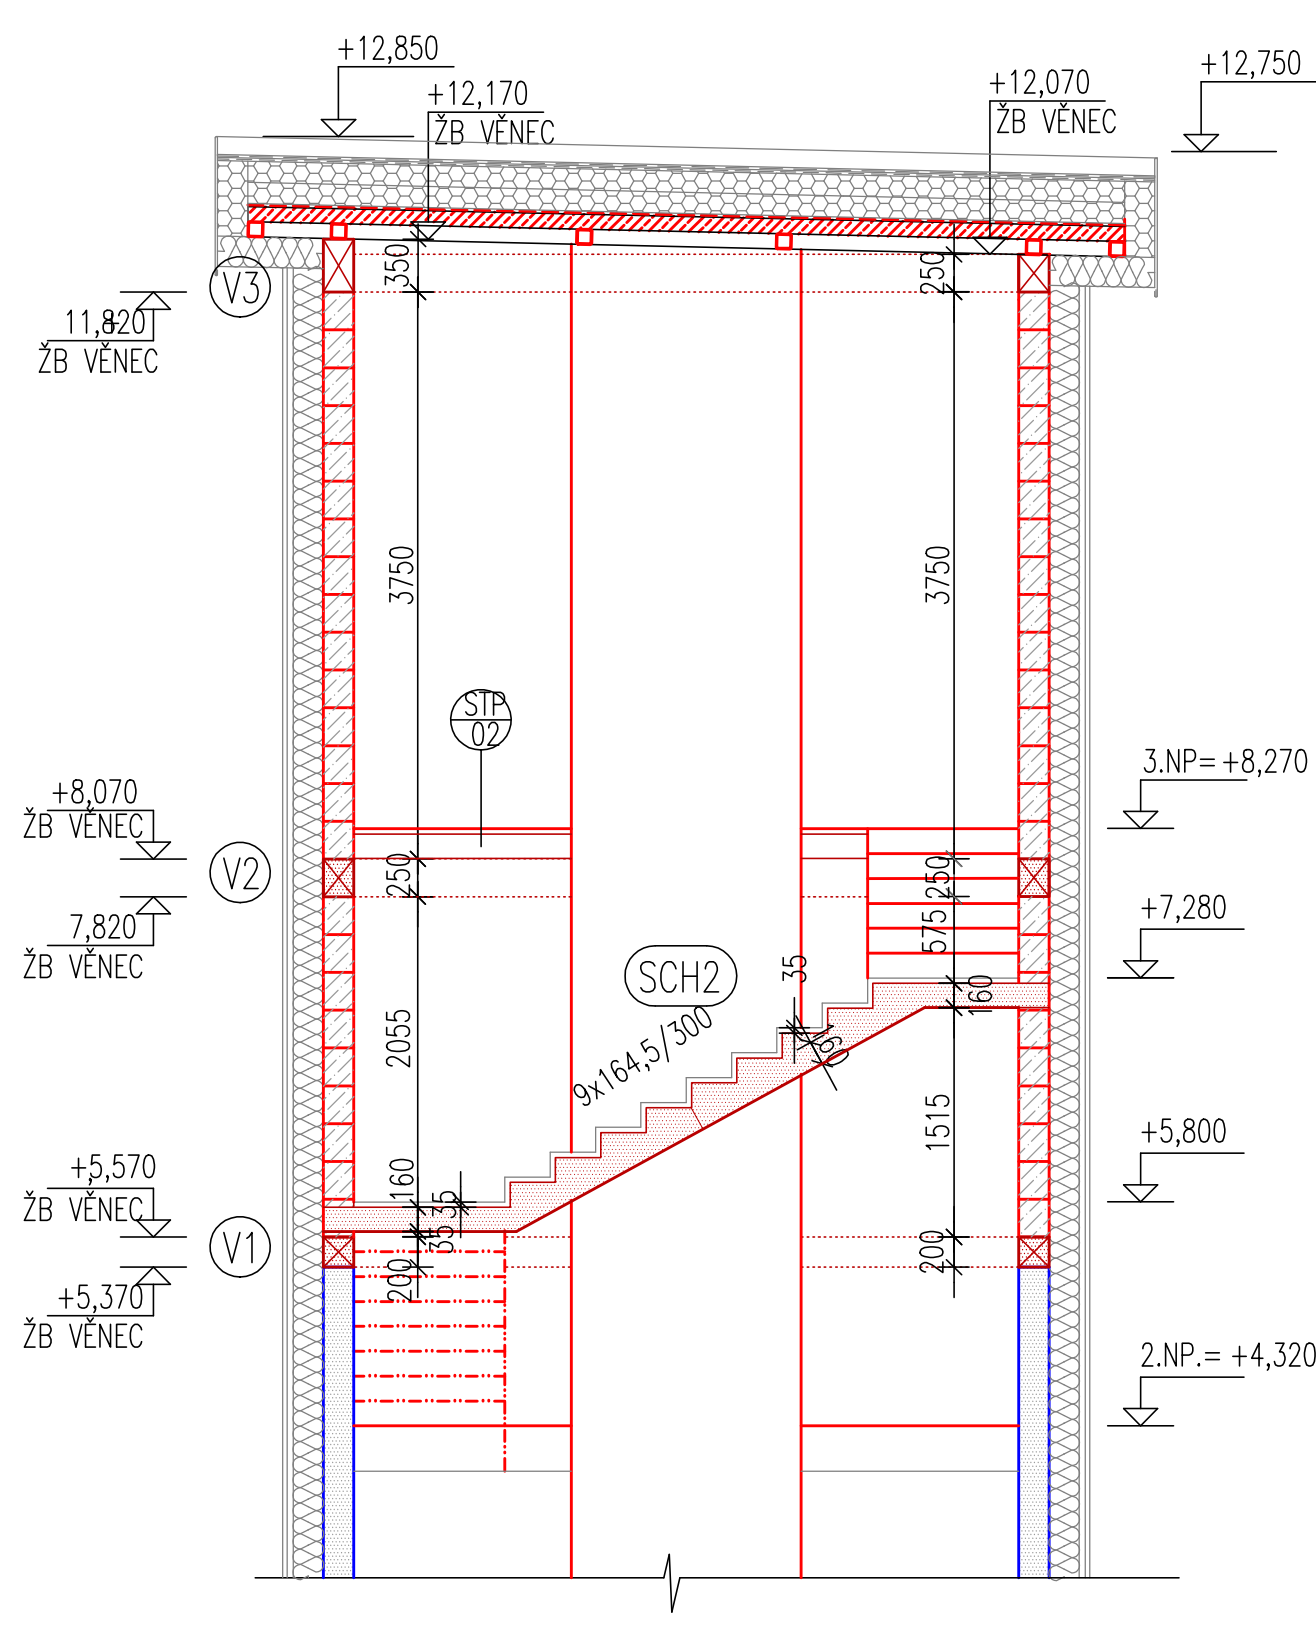 +12,850
+12,170
ŽB VĚNEC
+12,070
ŽB VĚNEC
+12,750
350
250
V3
11,820
+
ŽB VĚNEC
3750
3750
STP
02
+8,070
ŽB VĚNEC
3.NP= +8,270
V2
250
250
7,820
ŽB VĚNEC
575
+7,280
SCH2
35
160
9x164,5/300
160
2055
1515
+5,800
+5,570
ŽB VĚNEC
160
35
35
V1
200
200
+5,370
ŽB VĚNEC
2.NP.= +4,320